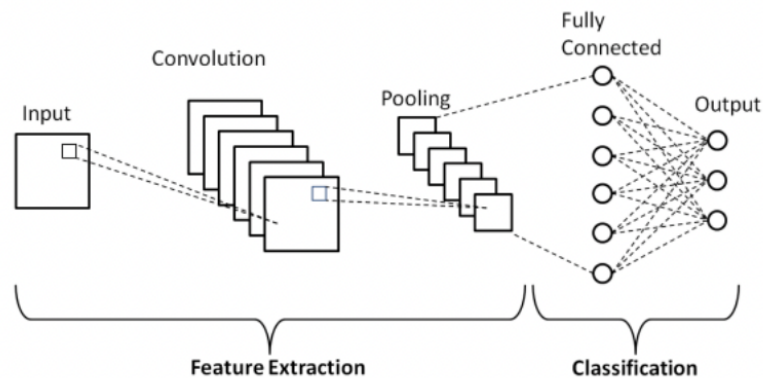 Input
Convolution
Pooling
Fully
Connected
Output
Feature Extraction
Classification